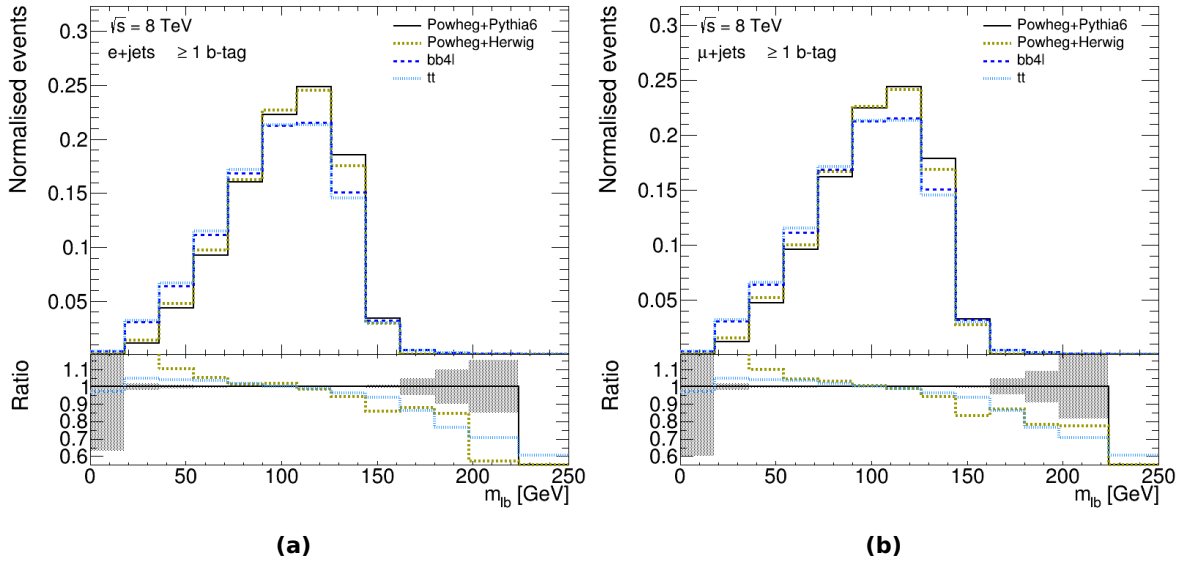 √s = 8 TeV
e+jets ≥ 1 b-tag
Powheg+Pythia6
Powheg+Herwig
bb4l
tt
Normalised events
0.3
0.25
0.2
0.15
0.1
0.05
Ratio
1.1
1
0.9
0.8
0.7
0.6
0 50 100 150 200 250
m_lb [GeV]
(a)
√s = 8 TeV
μ+jets ≥ 1 b-tag
Powheg+Pythia6
Powheg+Herwig
bb4l
tt
Normalised events
0.3
0.25
0.2
0.15
0.1
0.05
Ratio
1.1
1
0.9
0.8
0.7
0.6
0 50 100 150 200 250
m_lb [GeV]
(b)